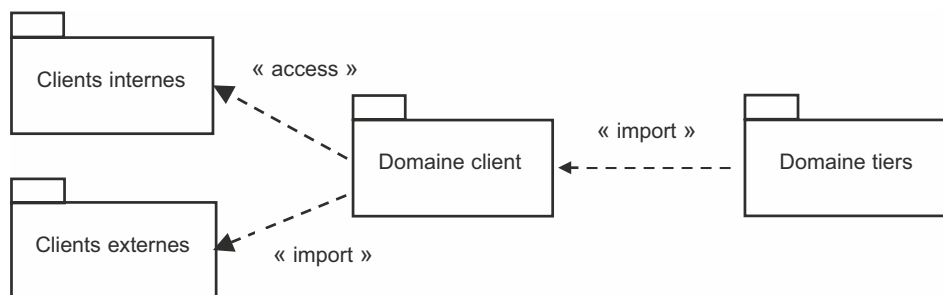 Clients internes
« access »
Domaine client
« import »
Domaine tiers
Clients externes
« import »